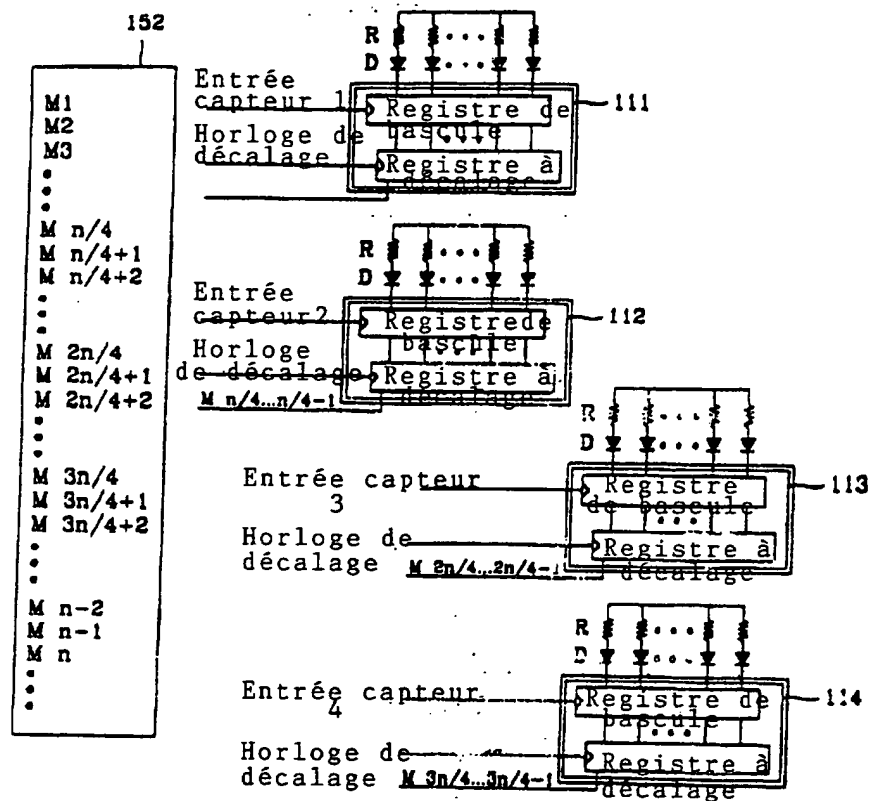 152
M1
M2
M3
M n/4
M n/4+1
M n/4+2
M 2n/4
M 2n/4+1
M 2n/4+2
M 3n/4
M 3n/4+1
M 3n/4+2
M n-2
M n-1
M n
R
D
Entrée
capteur 1
Registre de
bascule
111
Horloge de
décalage
Registre à
décalage
R
D
Entrée
capteur 2
Registre de
bascule
112
Horloge
de décalage
Registre à
décalage
M n/4...n/4-1
R
D
Entrée capteur
3
Registre
de bascule
113
Horloge de
décalage
Registre à
décalage
M 2n/4...2n/4-1
R
D
Entrée capteur
4
Registre de
bascule
114
Horloge de
décalage
Registre à
décalage
M 3n/4...3n/4-1